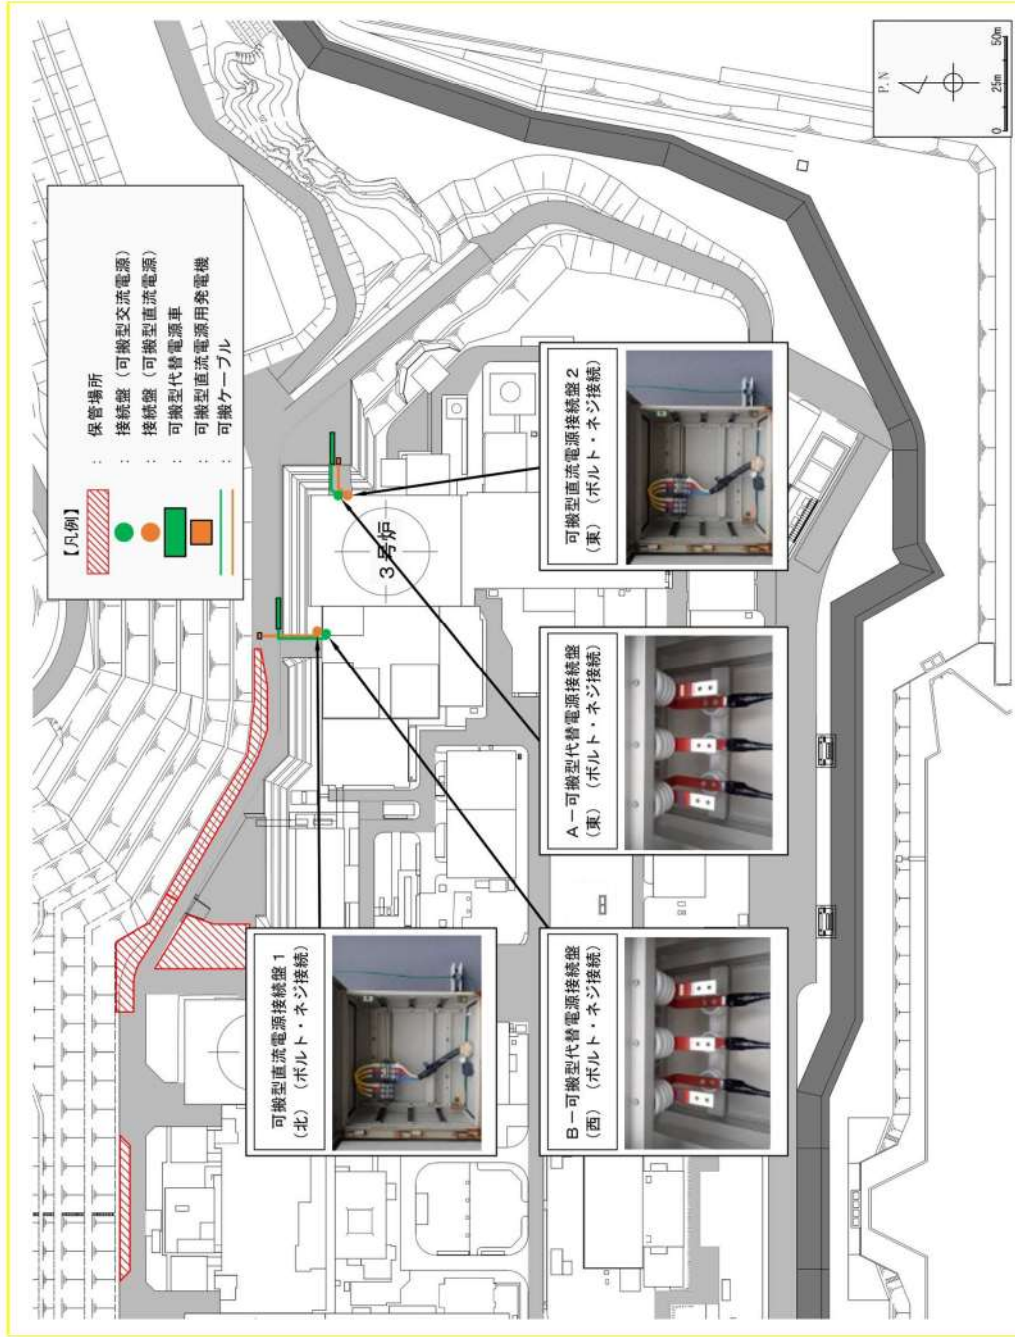 【凡例】
： 保管場所
： 接続盤（可搬型交流電源）
： 接続盤（可搬型直流電源）
： 可搬型代替電源車
： 可搬型直流電源用発電機
： 可搬ケーブル
P.N
0 25m 50m
3号炉
可搬型直流電源接続盤１
（北）（ボルト・ネジ接続）
B－可搬型代替電源接続盤
（西）（ボルト・ネジ接続）
A－可搬型代替電源接続盤
（東）（ボルト・ネジ接続）
可搬型直流電源接続盤２
（東）（ボルト・ネジ接続）